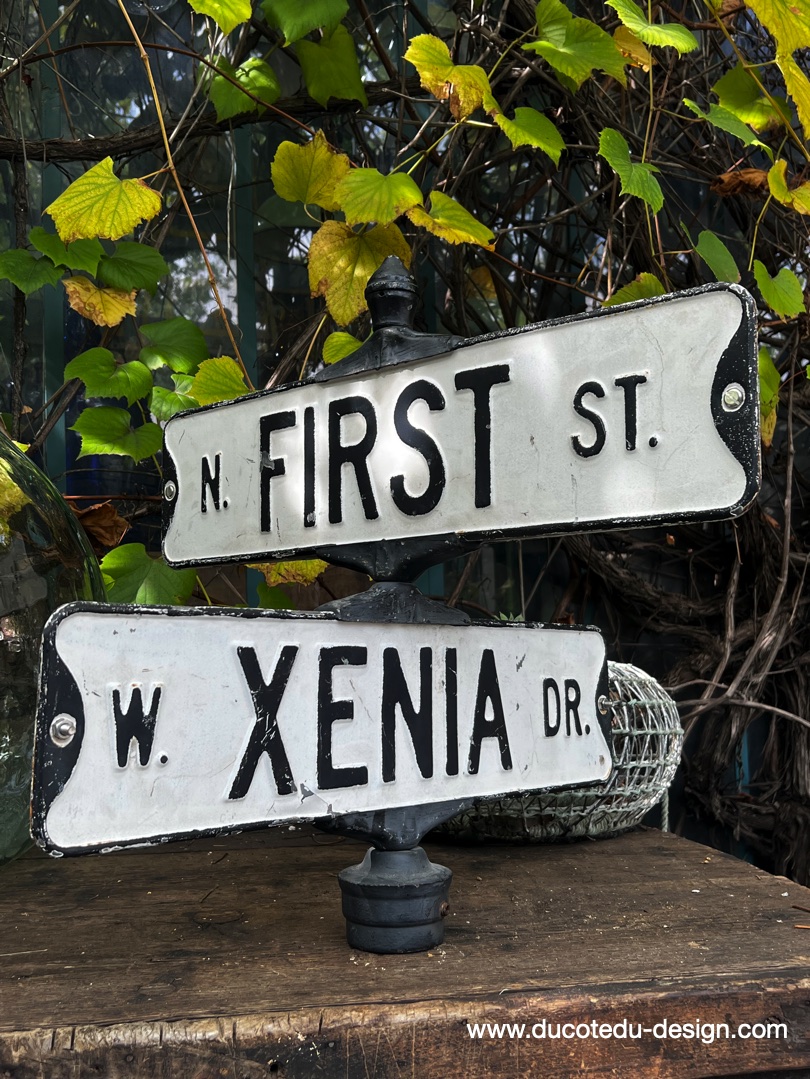 N. FIRST ST.
W. XENIA DR.
www.ducotedu-design.com